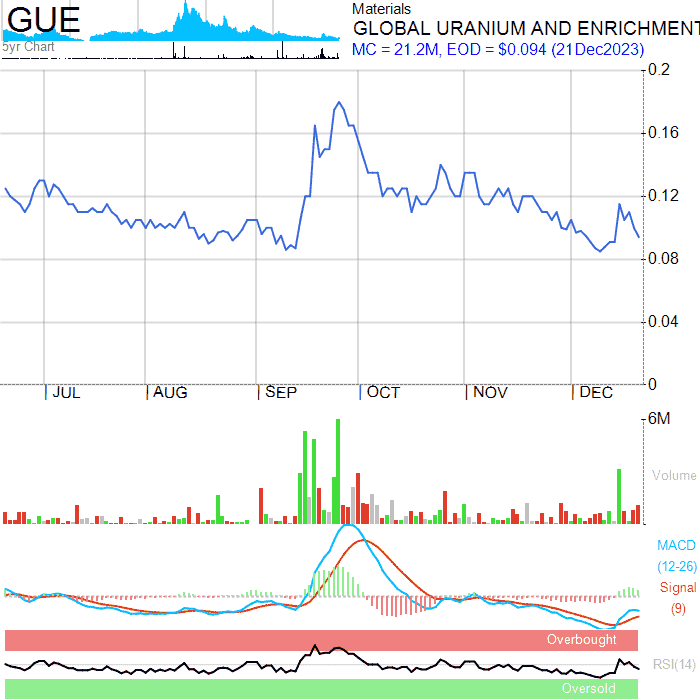 GUE
5yr Chart
Materials
GLOBAL URANIUM AND ENRICHMENT
MC = 21.2M, EOD = $0.094 (21Dec2023)
0.2
0.16
0.12
0.08
0.04
0
JUL AUG SEP OCT NOV DEC
6M
Volume
MACD
(12-26)
Signal
(9)
Overbought
RSI(14)
Oversold